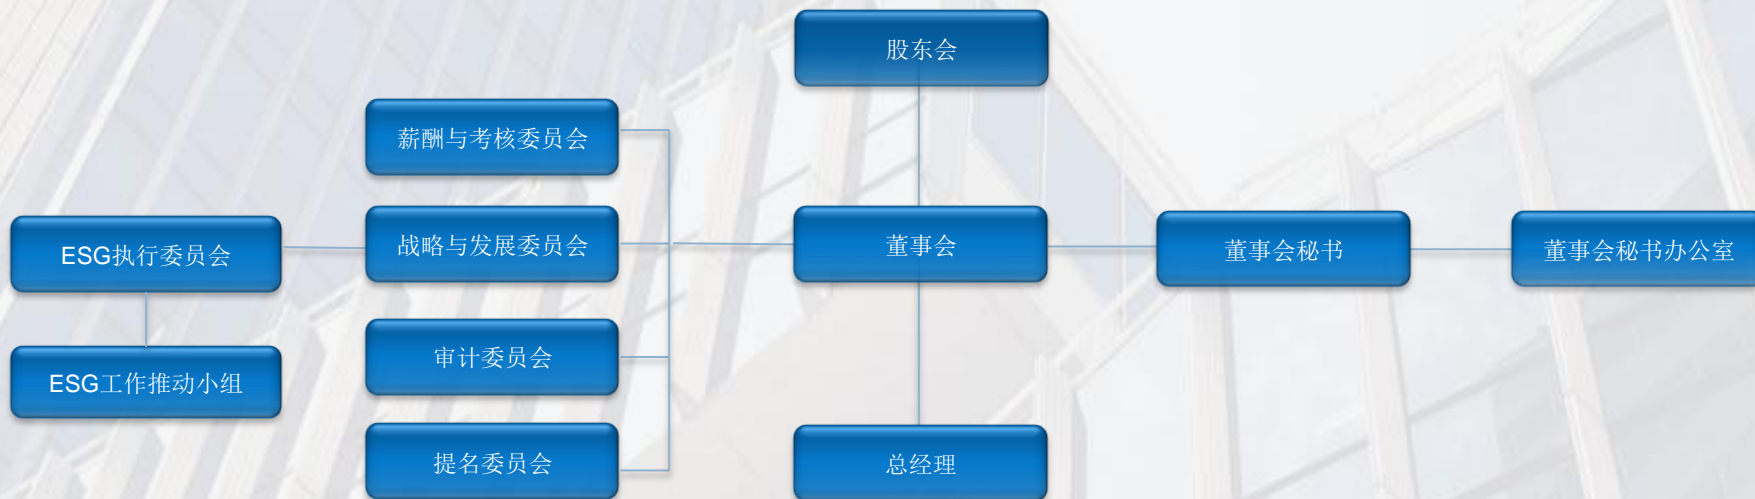 股东会
薪酬与考核委员会
ESG执行委员会
战略与发展委员会
董事会
董事会秘书
董事会秘书办公室
ESG工作推动小组
审计委员会
提名委员会
总经理